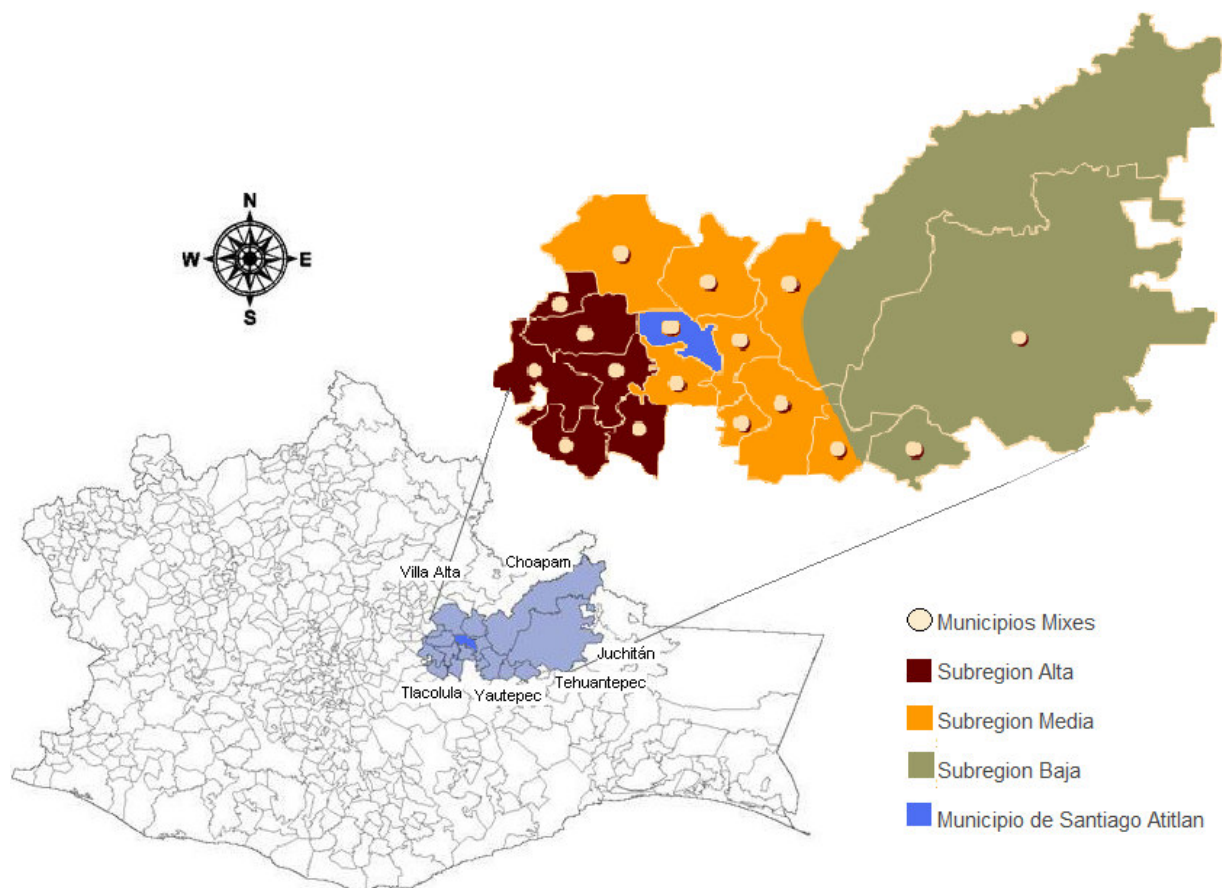 N
W E
S
Choapam
Villa Alta
Juchitán
Tehuantepec
Tlacolula
Yautepec
Municipios Mixes
Subregion Alta
Subregion Media
Subregion Baja
Municipio de Santiago Atitlan